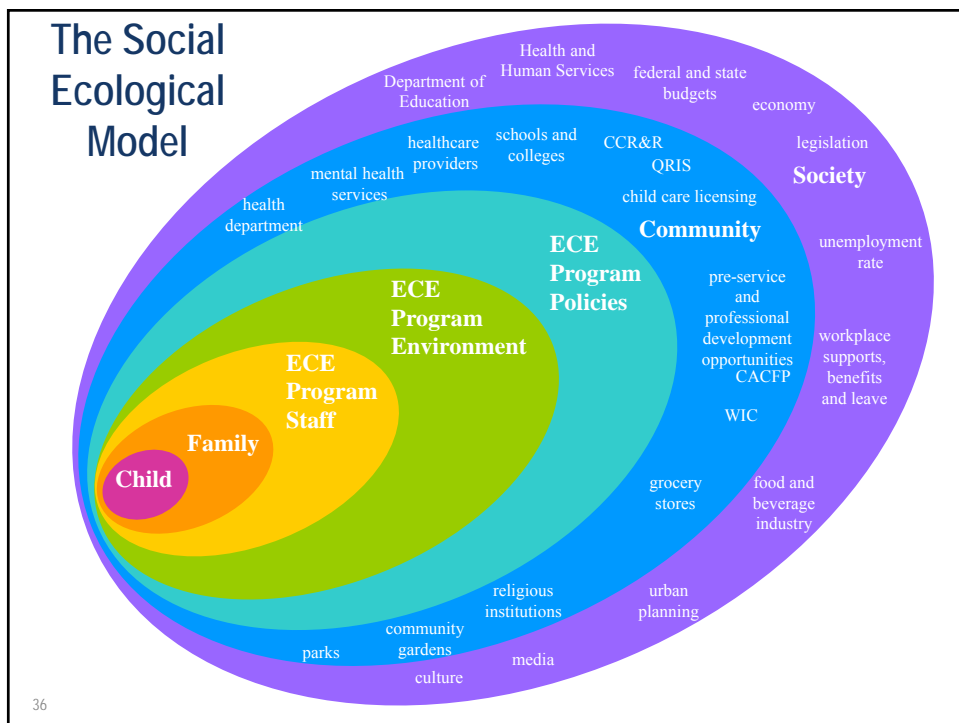 The Social
Ecological
Model
Health and
Human Services
Department of
Education
federal and state
budgets
economy
legislation
Society
unemployment
rate
workplace
supports,
benefits
and leave
food and
beverage
industry
urban
planning
media
culture
health
department
mental health
services
healthcare
providers
schools and
colleges
CCR&R
QRIS
child care licensing
Community
pre-service
and
professional
development
opportunities
CACFP
WIC
grocery
stores
religious
institutions
community
gardens
parks
ECE
Program
Policies
ECE
Program
Environment
ECE
Program
Staff
Family
Child
36